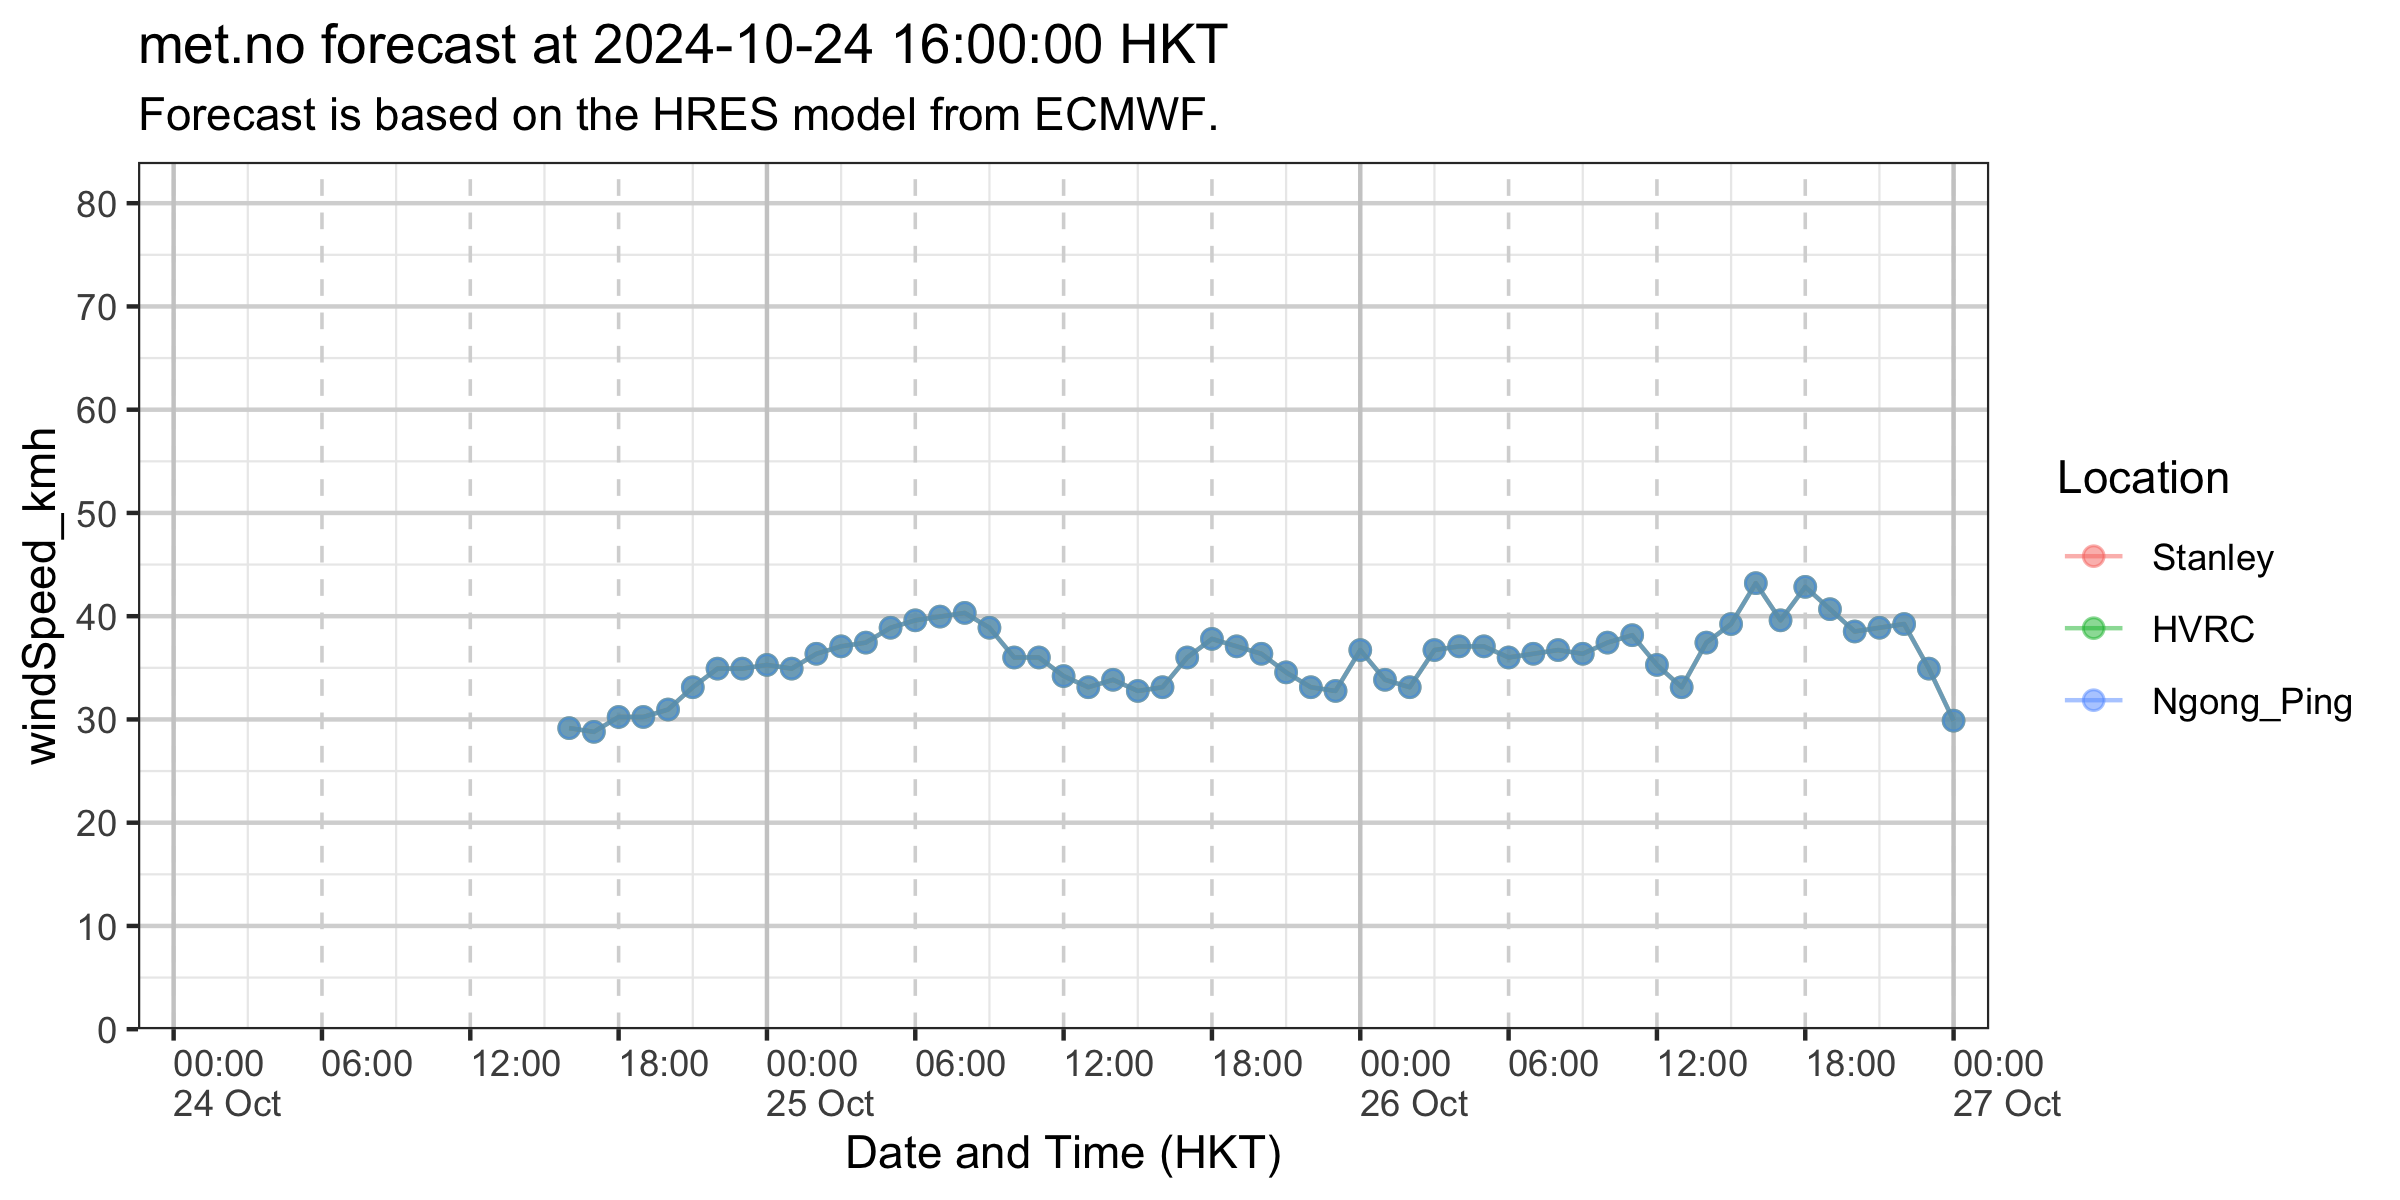 met.no forecast at 2024-10-24 16:00:00 HKT
Forecast is based on the HRES model from ECMWF.
windSpeed_kmh
80
70
60
50
40
30
20
10
0
00:00 06:00 12:00 18:00 00:00 06:00 12:00 18:00 00:00 06:00 12:00 18:00 00:00
24 Oct 25 Oct 26 Oct 27 Oct
Date and Time (HKT)
Location
Stanley
HVRC
Ngong_Ping